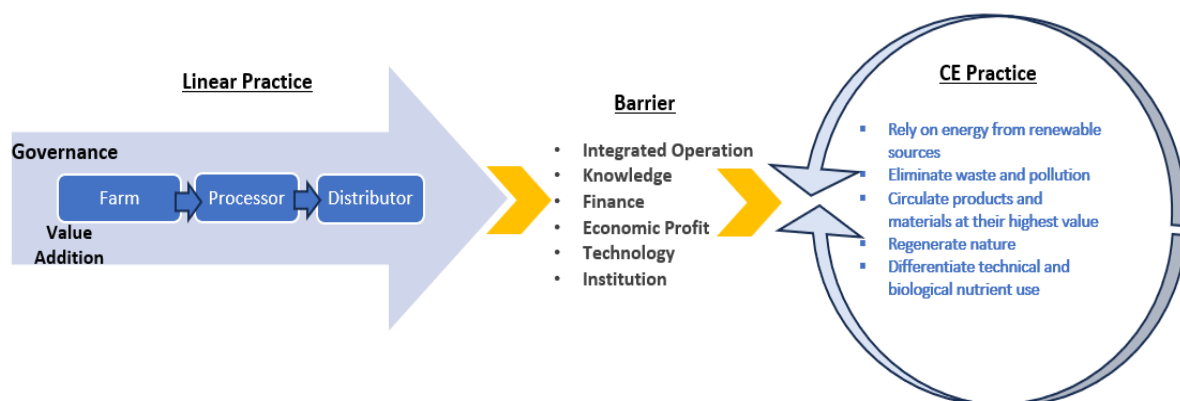 Linear Practice
Governance
Farm
Processor
Distributor
Value
Addition
Barrier
• Integrated Operation
• Knowledge
• Finance
• Economic Profit
• Technology
• Institution
CE Practice
▪ Rely on energy from renewable
sources
▪ Eliminate waste and pollution
▪ Circulate products and
materials at their highest value
▪ Regenerate nature
▪ Differentiate technical and
biological nutrient use